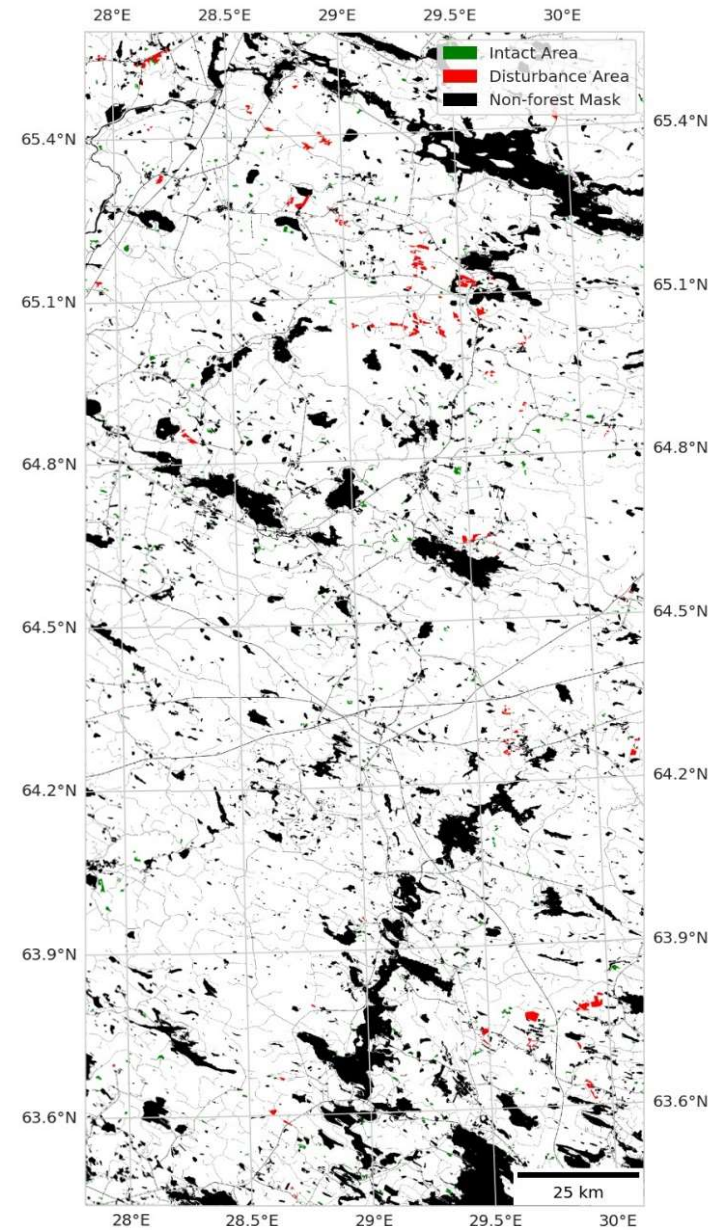 28°E 28.5°E 29°E 29.5°E 30°E
Intact Area
Disturbance Area
Non-forest Mask
65.4°N 65.4°N
65.1°N 65.1°N
64.8°N 64.8°N
64.5°N 64.5°N
64.2°N 64.2°N
63.9°N 63.9°N
63.6°N 63.6°N
25 km
28°E 28.5°E 29°E 29.5°E 30°E